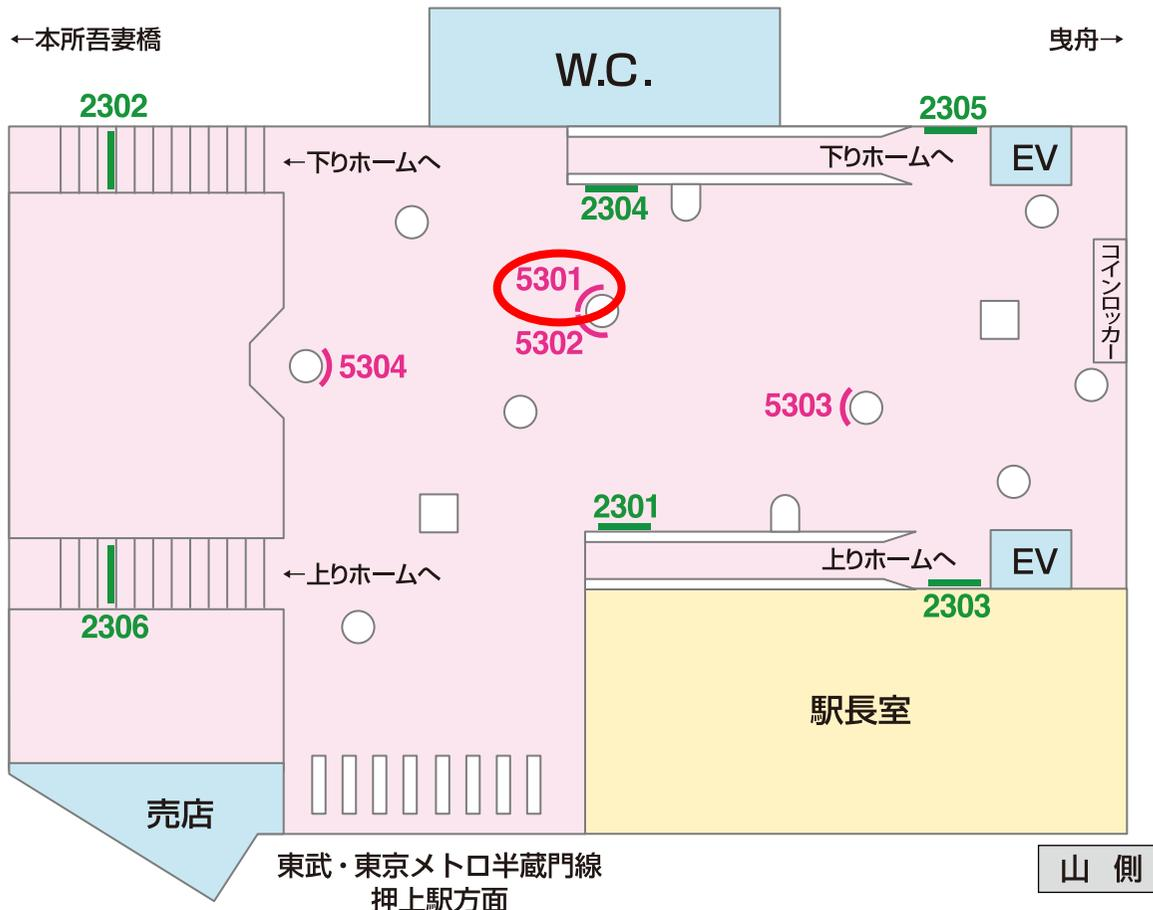 ←本所吾妻橋
曳舟→
W.C.
2302
2305
←下りホームへ
下りホームへ
EV
2304
コインロッカー
5301
5302
5304
5303
2301
←上りホームへ
上りホームへ
EV
2306
2303
駅長室
売店
東武・東京メトロ半蔵門線
押上駅方面
山側